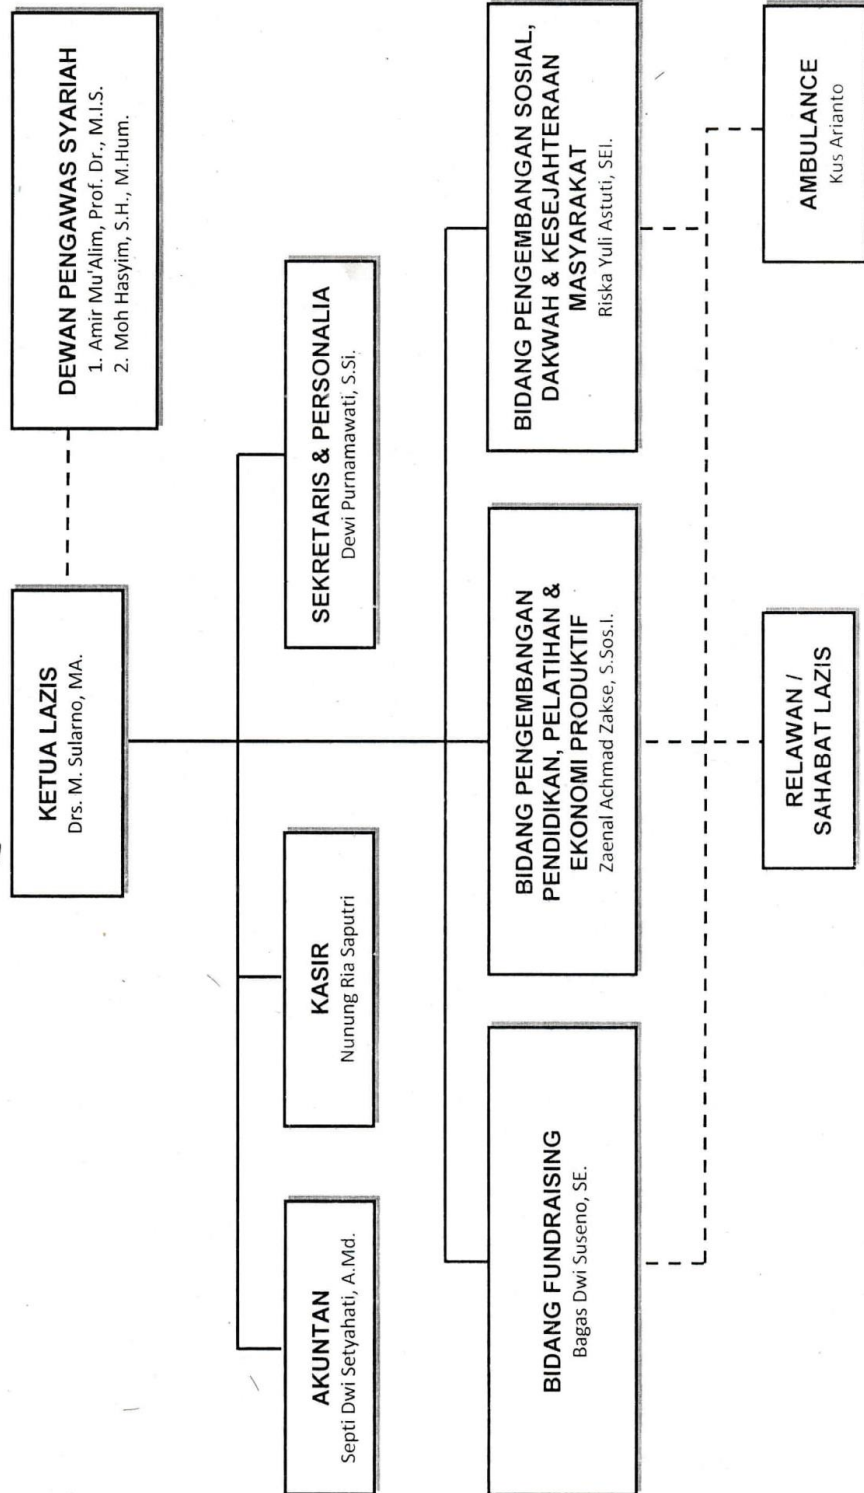 KETUA LAZIS
Drs. M. Sularno, MA.
DEWAN PENGAWAS SYARIAH
1. Amir Mu'Alim, Prof. Dr., M.I.S.
2. Moh Hasyim, S.H., M.Hum.
AKUNTAN
Septi Dwi Setyahati, A.Md.
KASIR
Nunung Ria Saputri
SEKRETARIS & PERSONALIA
Dewi Purnamawati, S.Si.
BIDANG FUNDRAISING
Bagas Dwi Suseno, SE.
BIDANG PENGEMBANGAN
PENDIDIKAN, PELATIHAN &
EKONOMI PRODUKTIF
Zaenal Achmad Zakse, S.Sos.I.
BIDANG PENGEMBANGAN SOSIAL,
DAKWAH & KESEJAHTERAAN
MASYARAKAT
Riska Yuli Astuti, SEI.
RELAWAN /
SAHABAT LAZIS
AMBULANCE
Kus Arianto